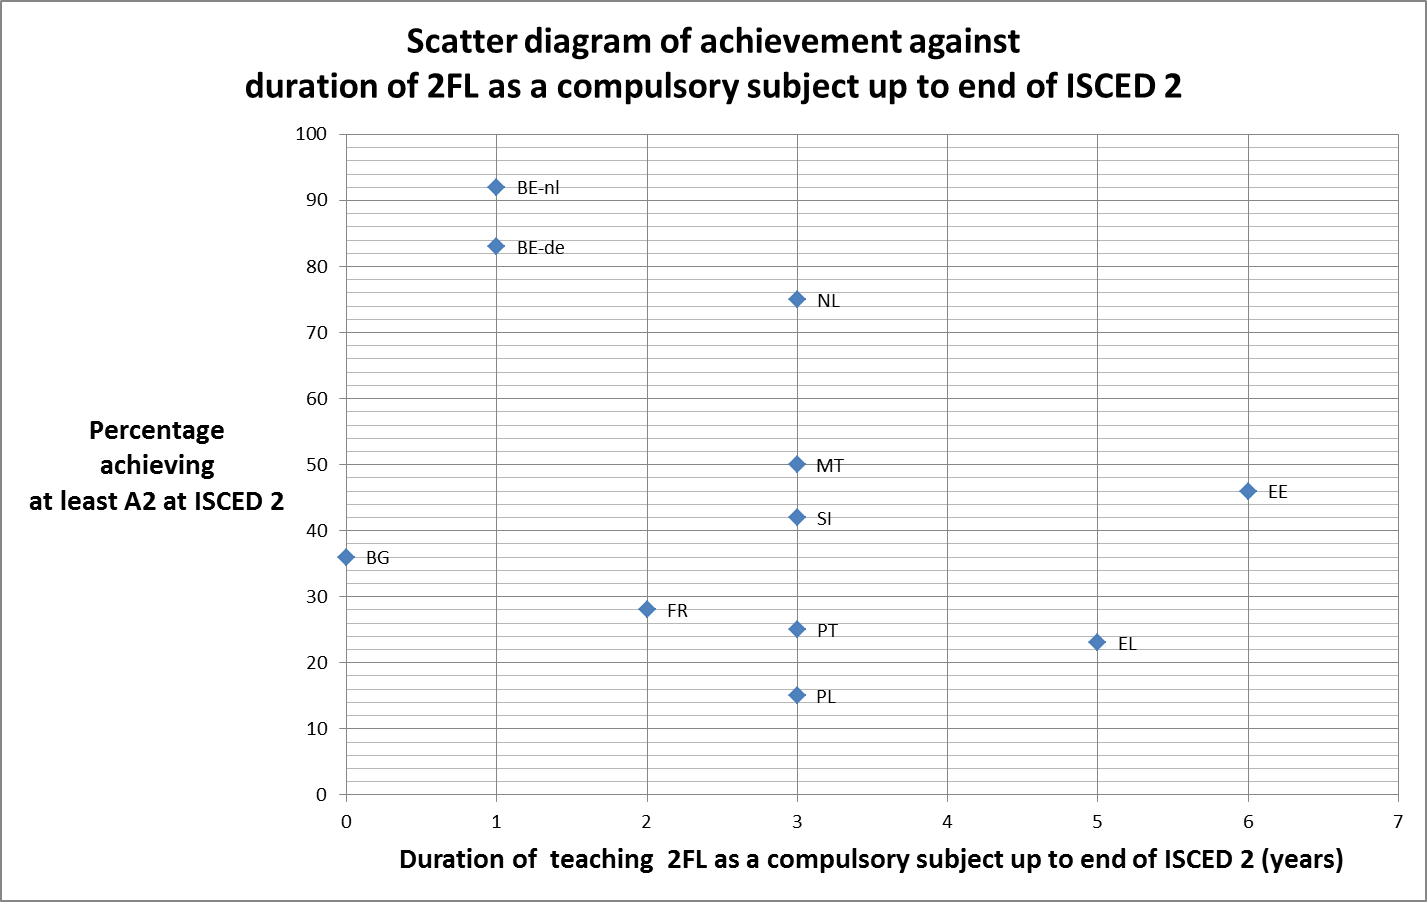 Scatter diagram of achievement against
duration of 2FL as a compulsory subject up to end of ISCED 2
100
90
80
70
60
50
40
30
20
10
0
Percentage
achieving
at least A2 at ISCED 2
BE-nl
BE-de
NL
MT
EE
SI
BG
FR
PT
EL
PL
0 1 2 3 4 5 6 7
Duration of teaching 2FL as a compulsory subject up to end of ISCED 2 (years)